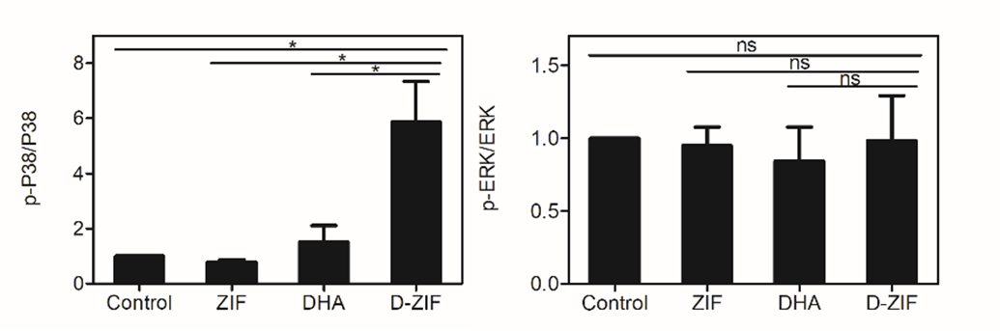 p-P38/P38
8
6
4
2
0
*
*
*
Control ZIF DHA D-ZIF
p-ERK/ERK
1.5
1.0
0.5
0.0
ns
ns
ns
Control ZIF DHA D-ZIF